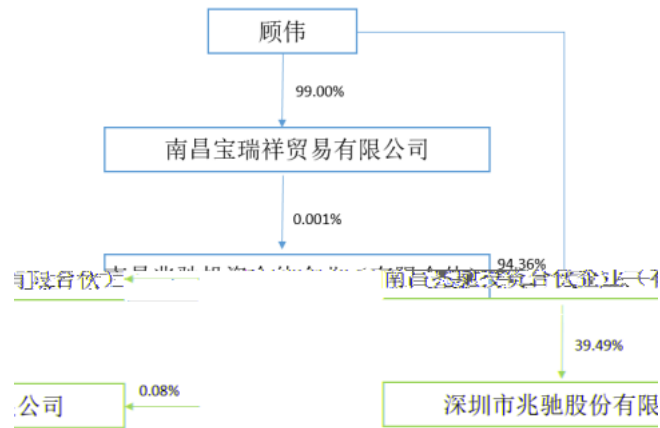 顾伟
99.00%
南昌宝瑞祥贸易有限公司
0.001%
94.36%
39.49%
0.08%
公司
深圳市兆驰股份有限